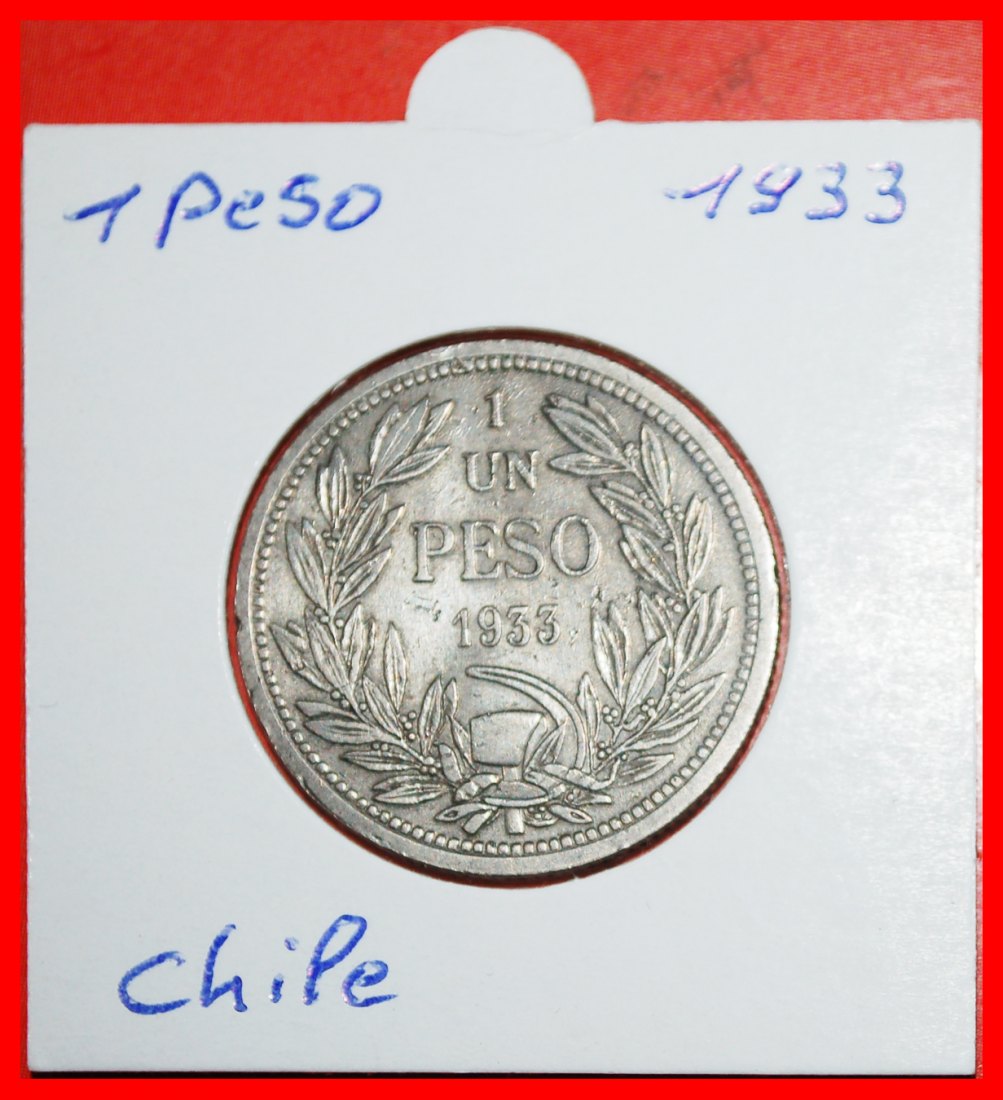 1 Peso 1933
1
UN
PESO
1933
Chile